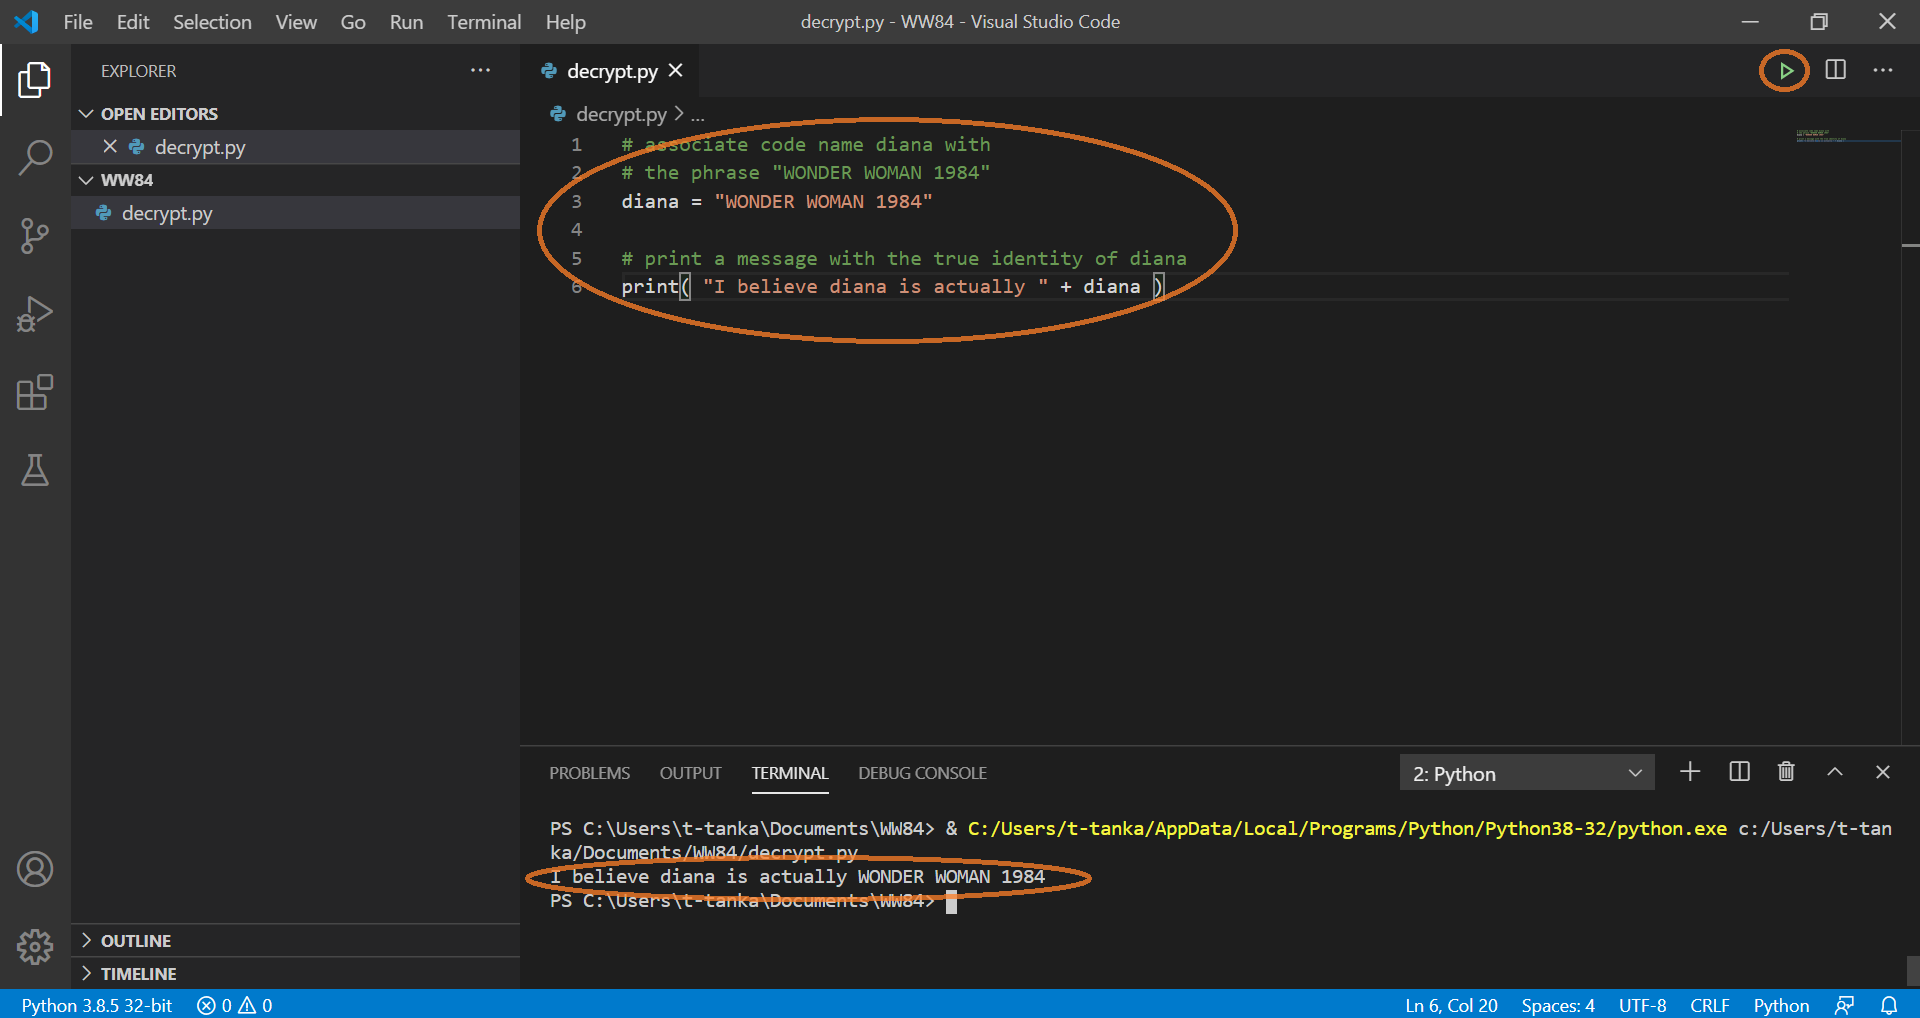 File Edit Selection View Go Run Terminal Help
decrypt.py - WW84 - Visual Studio Code
EXPLORER
OPEN EDITORS
decrypt.py
WW84
decrypt.py
OUTLINE
TIMELINE
decrypt.py
decrypt.py > ...
1 # associate code name diana with
2 # the phrase "WONDER WOMAN 1984"
3 diana = "WONDER WOMAN 1984"
4
5 # print a message with the true identity of diana
6 print( "I believe diana is actually " + diana )
PROBLEMS OUTPUT TERMINAL DEBUG CONSOLE
2: Python
PS C:\Users\t-tanka\Documents\WW84> & C:/Users/t-tanka/AppData/Local/Programs/Python/Python38-32/python.exe c:/Users/t-tan
ka/Documents/WW84/decrypt.py
I believe diana is actually WONDER WOMAN 1984
PS C:\Users\t-tanka\Documents\WW84>
Python 3.8.5 32-bit 0 0
Ln 6, Col 20 Spaces: 4 UTF-8 CRLF Python